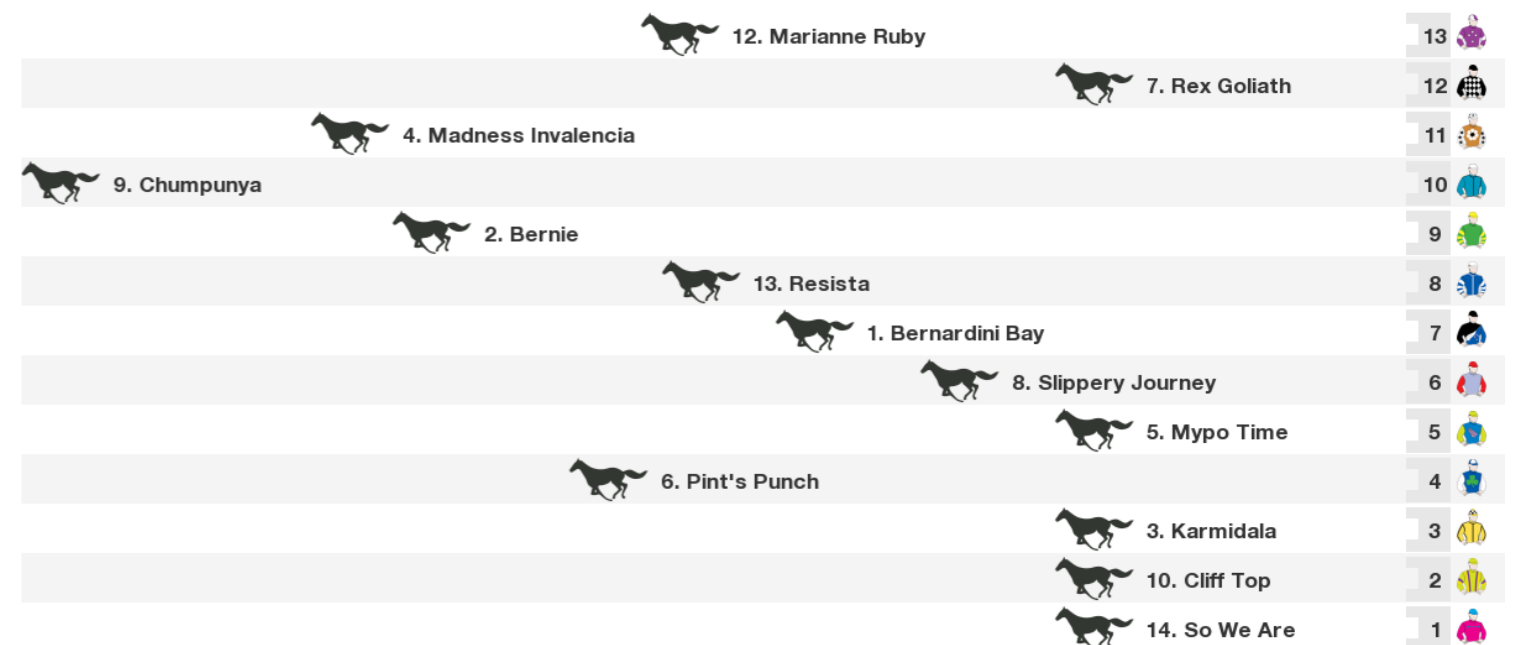 12. Marianne Ruby 13
7. Rex Goliath 12
4. Madness Invalencia 11
9. Chumpunya 10
2. Bernie 9
13. Resista 8
1. Bernardini Bay 7
8. Slippery Journey 6
5. Mypo Time 5
6. Pint's Punch 4
3. Karmidala 3
10. Cliff Top 2
14. So We Are 1